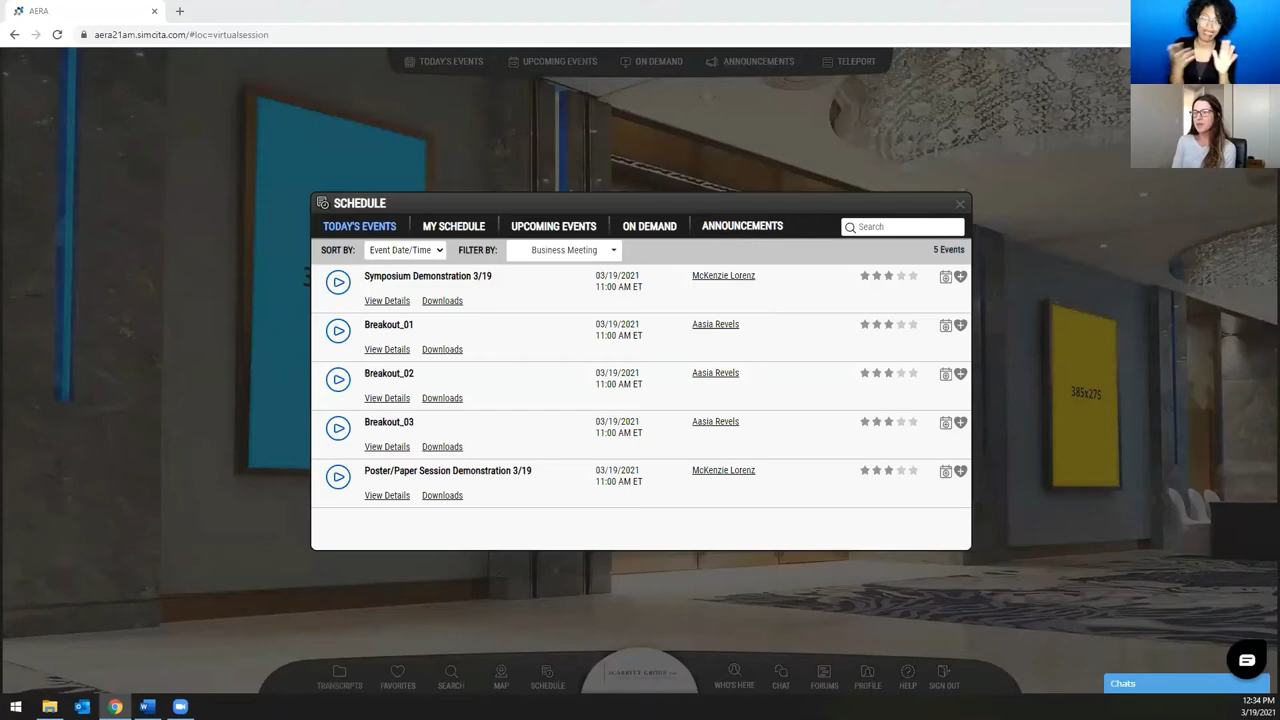 AERA
aera21am.simcita.com/#loc=virtualsession
TODAY'S EVENTS UPCOMING EVENTS ON DEMAND ANNOUNCEMENTS TELEPORT
SCHEDULE
TODAY'S EVENTS MY SCHEDULE UPCOMING EVENTS ON DEMAND ANNOUNCEMENTS Search
SORT BY: Event Date/Time FILTER BY: Business Meeting 5 Events
Symposium Demonstration 3/19 03/19/2021 McKenzie Lorenz
11:00 AM ET
View Details Downloads
Breakout_01 03/19/2021 Aasia Revels
11:00 AM ET
View Details Downloads
Breakout_02 03/19/2021 Aasia Revels
11:00 AM ET
View Details Downloads
Breakout_03 03/19/2021 Aasia Revels
11:00 AM ET
View Details Downloads
Poster/Paper Session Demonstration 3/19 03/19/2021 McKenzie Lorenz
11:00 AM ET
View Details Downloads
385x275
TRANSCRIPTS FAVORITES SEARCH MAP SCHEDULE WHO'S HERE CHAT FORUMS PROFILE HELP SIGN OUT
Chats
12:34 PM
3/19/2021